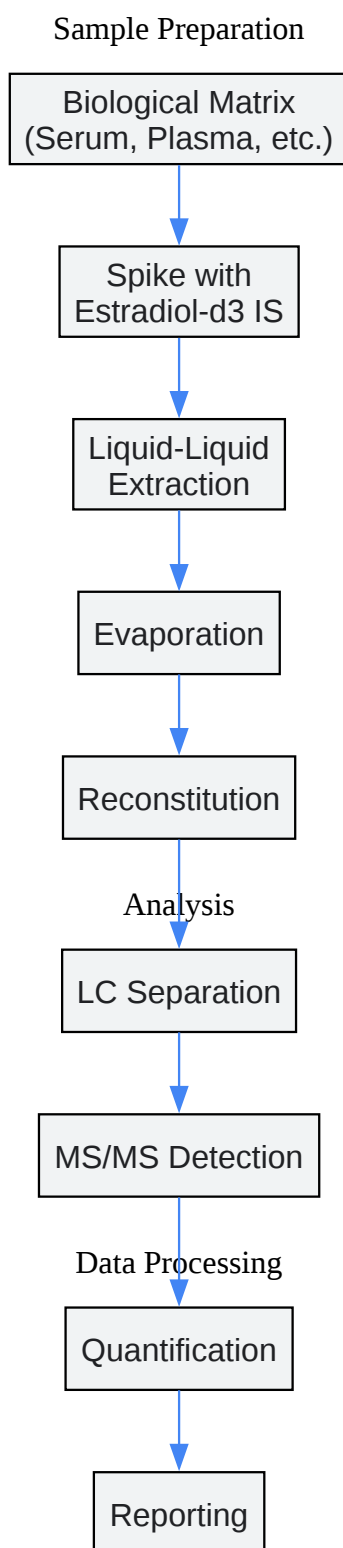 Sample Preparation
Biological Matrix
(Serum, Plasma, etc.)
Spike with
Estradiol-d3 IS
Liquid-Liquid
Extraction
Evaporation
Reconstitution
Analysis
LC Separation
MS/MS Detection
Data Processing
Quantification
Reporting